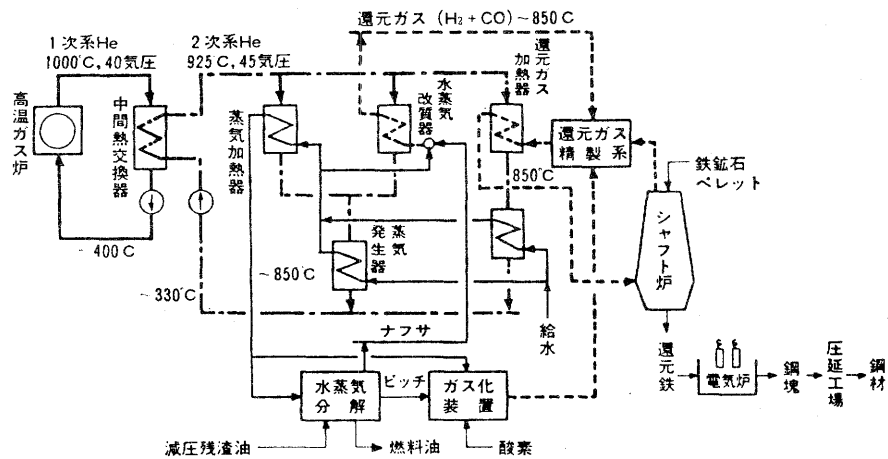 還元ガス (H₂+CO) ~850°C
1次系He
1000°C, 40気圧
2次系He
925°C, 45気圧
高温ガス炉
中間熱交換器
蒸気加熱器
水蒸気
改質器
還元ガス
加熱器
還元ガス
精製系
850°C
鉄鉱石
ペレット
シャフト炉
~400°C
~330°C
~850°C
蒸気
発生器
給水
ナフサ
水蒸気
分解
ピッチ
ガス化
装置
還元鉄
電気炉
鋼塊
圧延工場
鋼材
減圧残渣油
燃料油
酸素